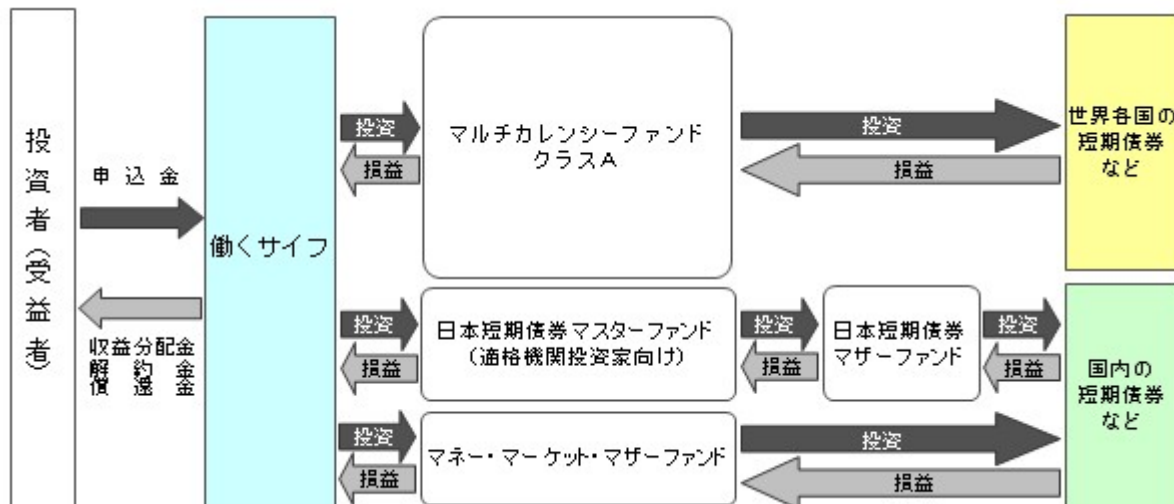 投資者(受益者)
申込金
収益分配金
解約金
償還金
働くサイフ
投資
損益
マルチカレンシーファンド
クラスA
投資
損益
世界各国の
短期債券
など
投資
損益
日本短期債券マスターファンド
(適格機関投資家向け)
投資
損益
日本短期債券
マザーファンド
投資
損益
国内の
短期債券
など
投資
損益
マネー・マーケット・マザーファンド
投資
損益